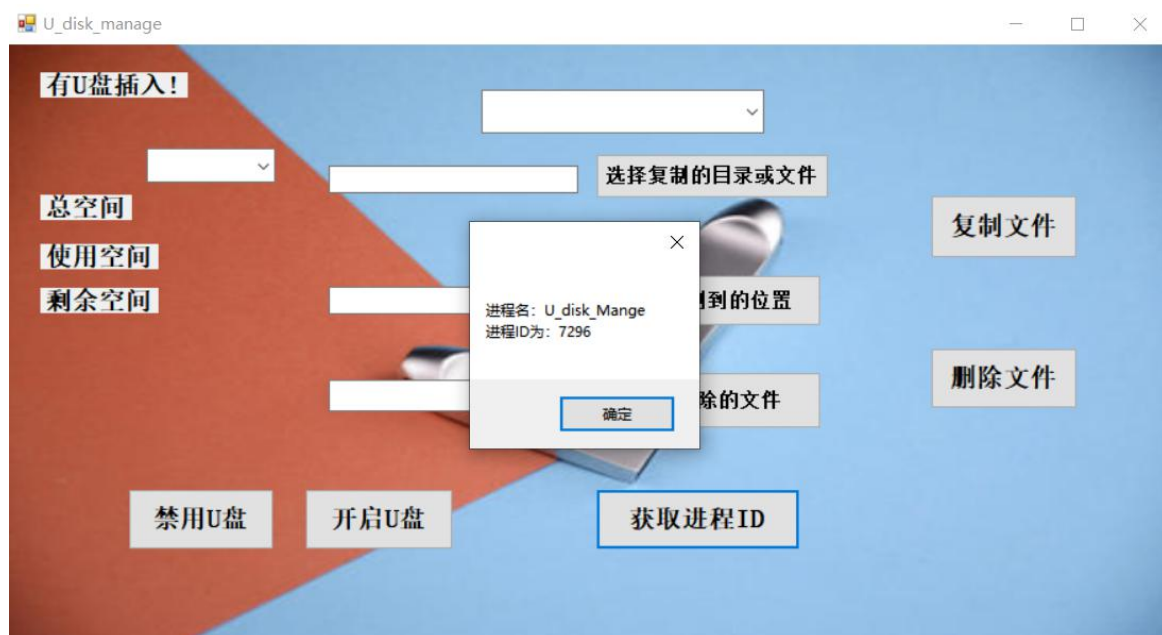 U_disk_manage
有U盘插入！
选择复制的目录或文件
总空间
复制文件
使用空间
剩余空间
到的位置
进程名：U_disk_Mange
进程ID为：7296
删除文件
除的文件
确定
禁用U盘
开启U盘
获取进程ID